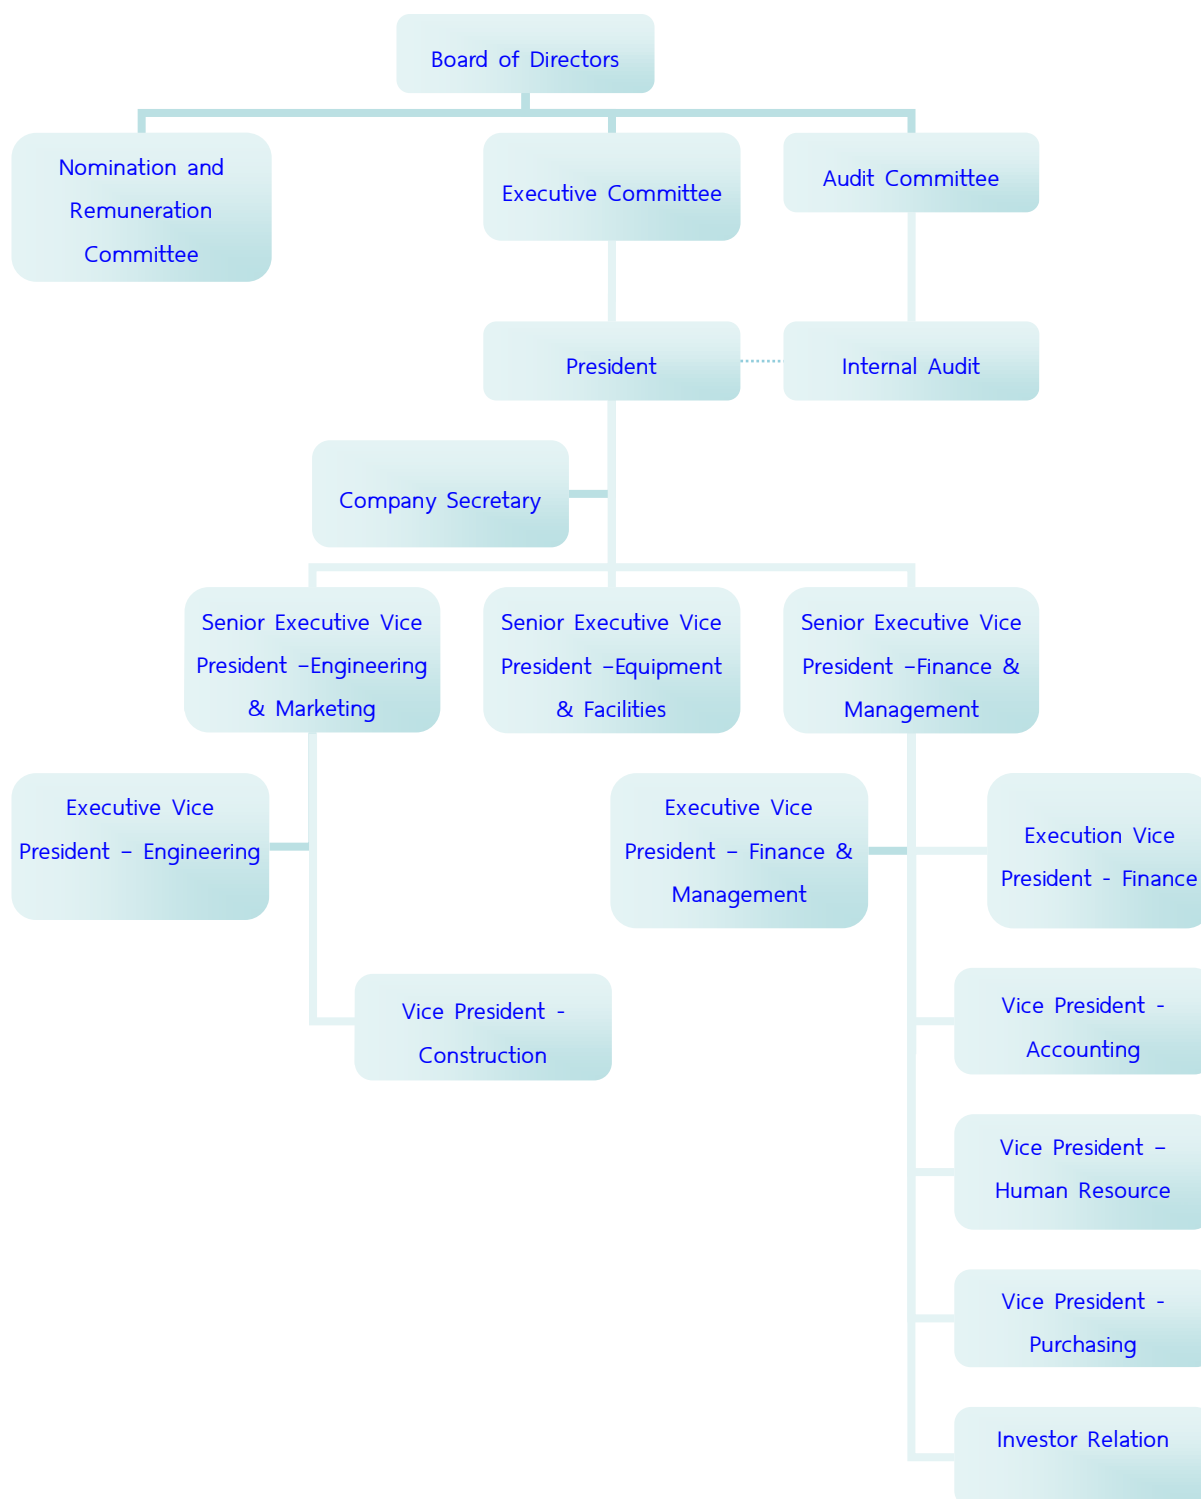 Board of Directors
Nomination and
Remuneration
Committee
Executive Committee
Audit Committee
President
Internal Audit
Company Secretary
Senior Executive Vice
President –Engineering
& Marketing
Senior Executive Vice
President –Equipment
& Facilities
Senior Executive Vice
President –Finance &
Management
Executive Vice
President – Engineering
Executive Vice
President – Finance &
Management
Execution Vice
President - Finance
Vice President -
Construction
Vice President -
Accounting
Vice President –
Human Resource
Vice President -
Purchasing
Investor Relation